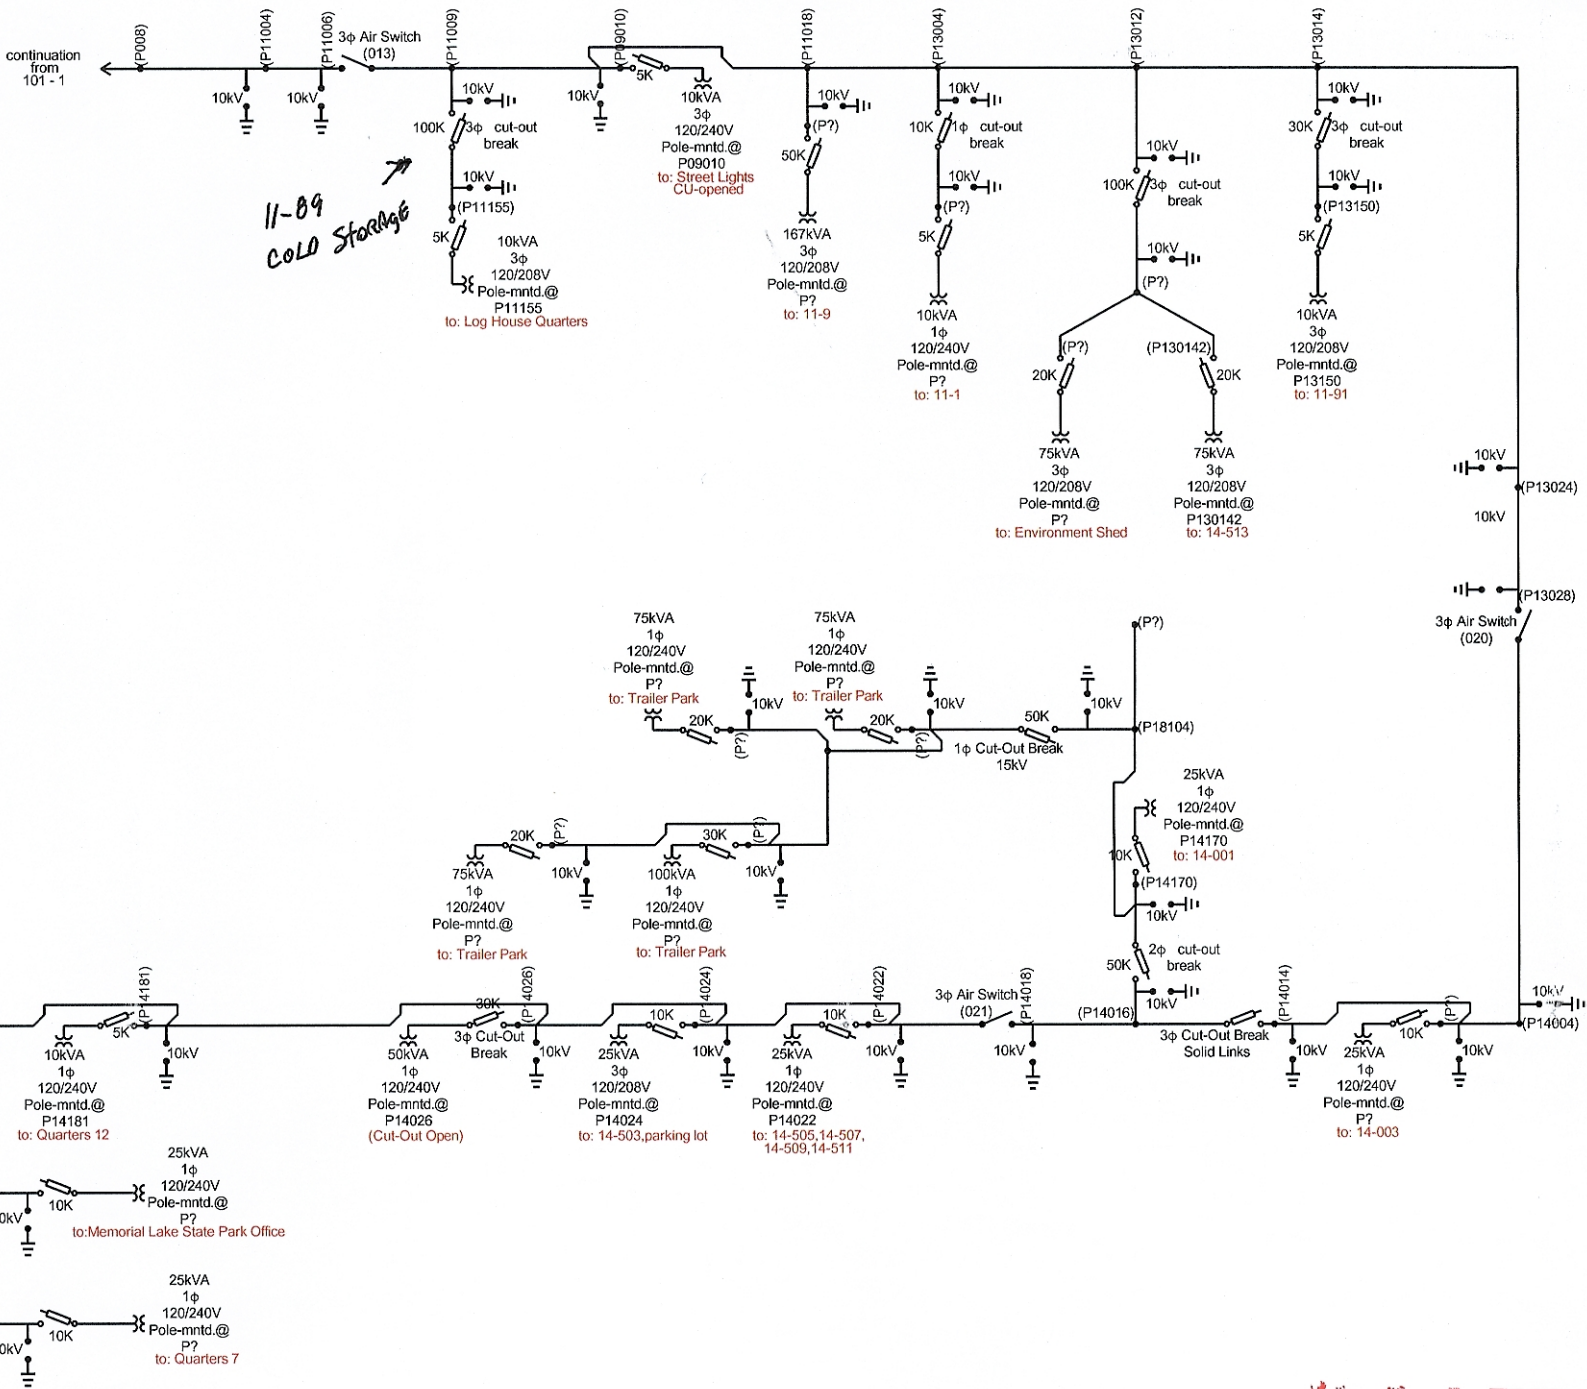 continuation
from
101 - 1
(P008)
(P11004)
(P11006)
3ϕ Air Switch
(013)
(P11009)
(P09010)
(P11018)
(P13004)
(P13012)
(P13014)
10kV
10kV
10kV
100K
3ϕ cut-out
break
10kV
(P11155)
5K
10kVA
3ϕ
120/208V
Pole-mntd.@
P11155
to: Log House Quarters
11-89
COLD STORAGE
10kV
5K
10kVA
3ϕ
120/240V
Pole-mntd.@
P09010
to: Street Lights
CU-opened
10kV
(P?)
50K
167kVA
3ϕ
120/208V
Pole-mntd.@
P?
to: 11-9
10kV
10K
1ϕ cut-out
break
10kV
(P?)
5K
10kVA
1ϕ
120/240V
Pole-mntd.@
P?
to: 11-1
10kV
100K
3ϕ cut-out
break
10kV
(P?)
(P?)
20K
75kVA
3ϕ
120/208V
Pole-mntd.@
P?
to: Environment Shed
(P130142)
20K
75kVA
3ϕ
120/208V
Pole-mntd.@
P130142
to: 14-513
10kV
30K
3ϕ cut-out
break
10kV
(P13150)
5K
10kVA
3ϕ
120/208V
Pole-mntd.@
P13150
to: 11-91
10kV
(P13024)
10kV
(P13028)
3ϕ Air Switch
(020)
75kVA
1ϕ
120/240V
Pole-mntd.@
P?
to: Trailer Park
20K
(P?)
10kV
75kVA
1ϕ
120/240V
Pole-mntd.@
P?
to: Trailer Park
20K
(P?)
10kV
50K
1ϕ Cut-Out Break
15kV
10kV
(P?)
(P18104)
25kVA
1ϕ
120/240V
Pole-mntd.@
P14170
to: 14-001
10K
(P14170)
10kV
50K
2ϕ cut-out
break
10kV
20K
(P?)
10kV
75kVA
1ϕ
120/240V
Pole-mntd.@
P?
to: Trailer Park
30K
(P?)
10kV
100kVA
1ϕ
120/240V
Pole-mntd.@
P?
to: Trailer Park
(P14181)
5K
10kV
10kVA
1ϕ
120/240V
Pole-mntd.@
P14181
to: Quarters 12
30K
(P14026)
3ϕ Cut-Out
Break
10kV
50kVA
1ϕ
120/240V
Pole-mntd.@
P14026
(Cut-Out Open)
10K
(P14024)
10kV
25kVA
3ϕ
120/208V
Pole-mntd.@
P14024
to: 14-503,parking lot
10K
(P14022)
10kV
25kVA
1ϕ
120/240V
Pole-mntd.@
P14022
to: 14-505,14-507,
14-509,14-511
3ϕ Air Switch
(021)
(P14018)
10kV
(P14016)
3ϕ Cut-Out Break
Solid Links
(P14014)
10kV
10K
(P?)
10kV
25kVA
1ϕ
120/240V
Pole-mntd.@
P?
to: 14-003
10kV
(P14004)
0kV
10K
25kVA
1ϕ
120/240V
Pole-mntd.@
P?
to:Memorial Lake State Park Office
0kV
10K
25kVA
1ϕ
120/240V
Pole-mntd.@
P?
to: Quarters 7